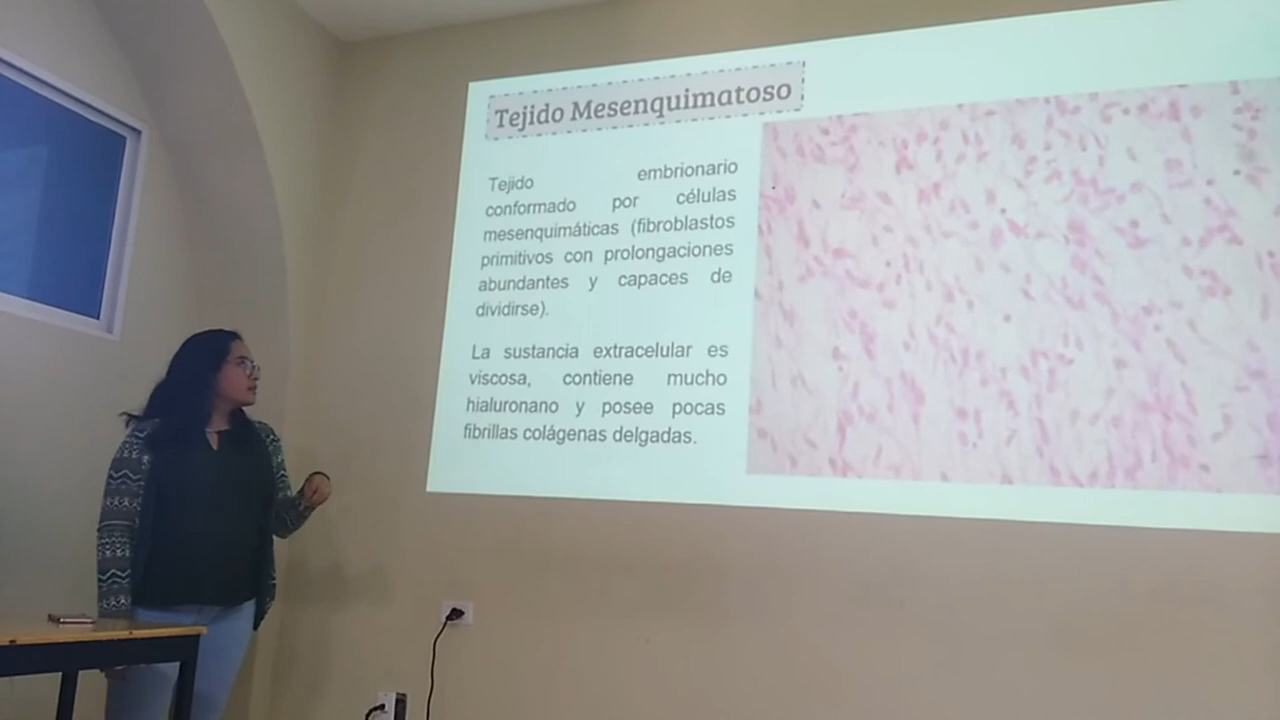 Tejido Mesenquimatoso
Tejido embrionario
conformado por células
mesenquimáticas (fibroblastos
primitivos con prolongaciones
abundantes y capaces de
dividirse).
La sustancia extracelular es
viscosa, contiene mucho
hialuronano y posee pocas
fibrillas colágenas delgadas.